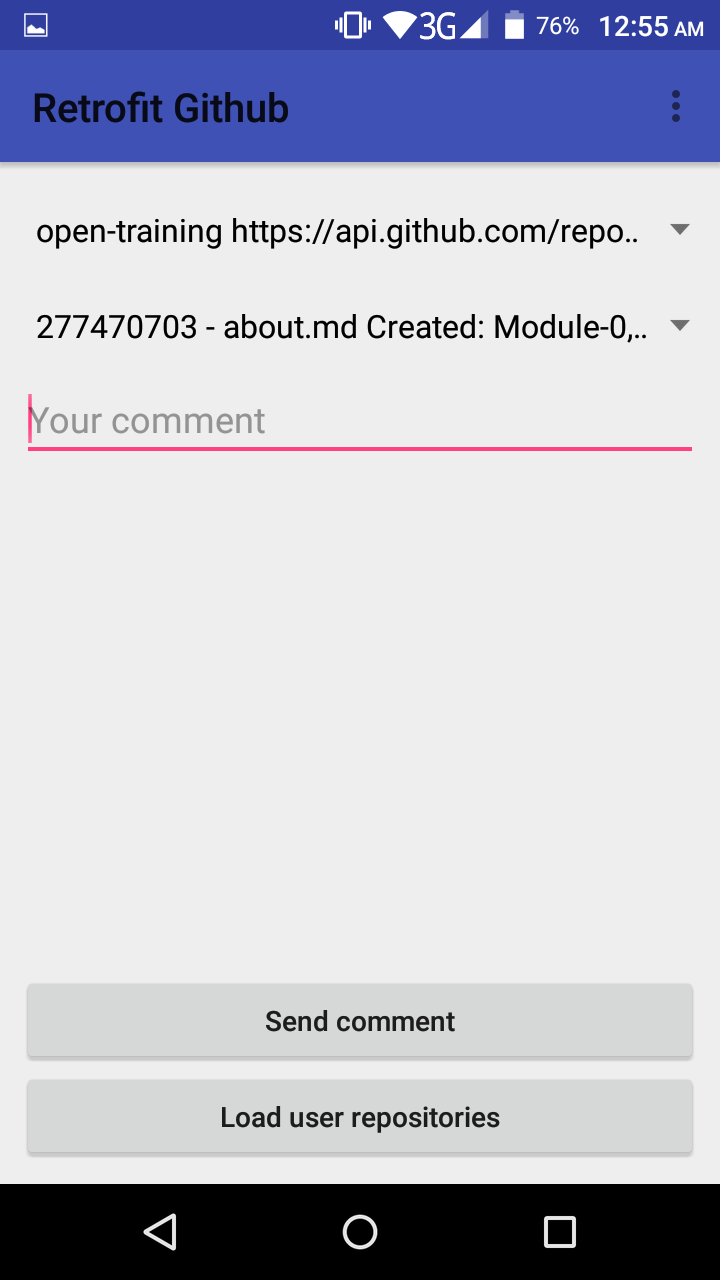 3G 76% 12:55 AM
Retrofit Github
open-training https://api.github.com/repo..
277470703 - about.md Created: Module-0,..
Your comment
Send comment
Load user repositories